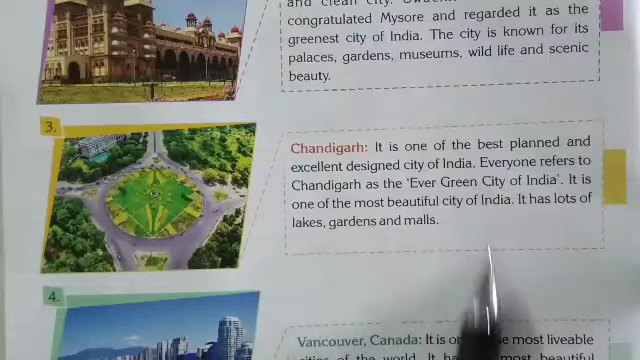 and clean city.
congratulated Mysore and regarded it as the
greenest city of India. The city is known for its
palaces, gardens, museums, wild life and scenic
beauty.
3.
Chandigarh: It is one of the best planned and
excellent designed city of India. Everyone refers to
Chandigarh as the 'Ever Green City of India'. It is
one of the most beautiful city of India. It has lots of
lakes, gardens and malls.
4.
Vancouver, Canada: It is most liveable
of the world. It most beautiful